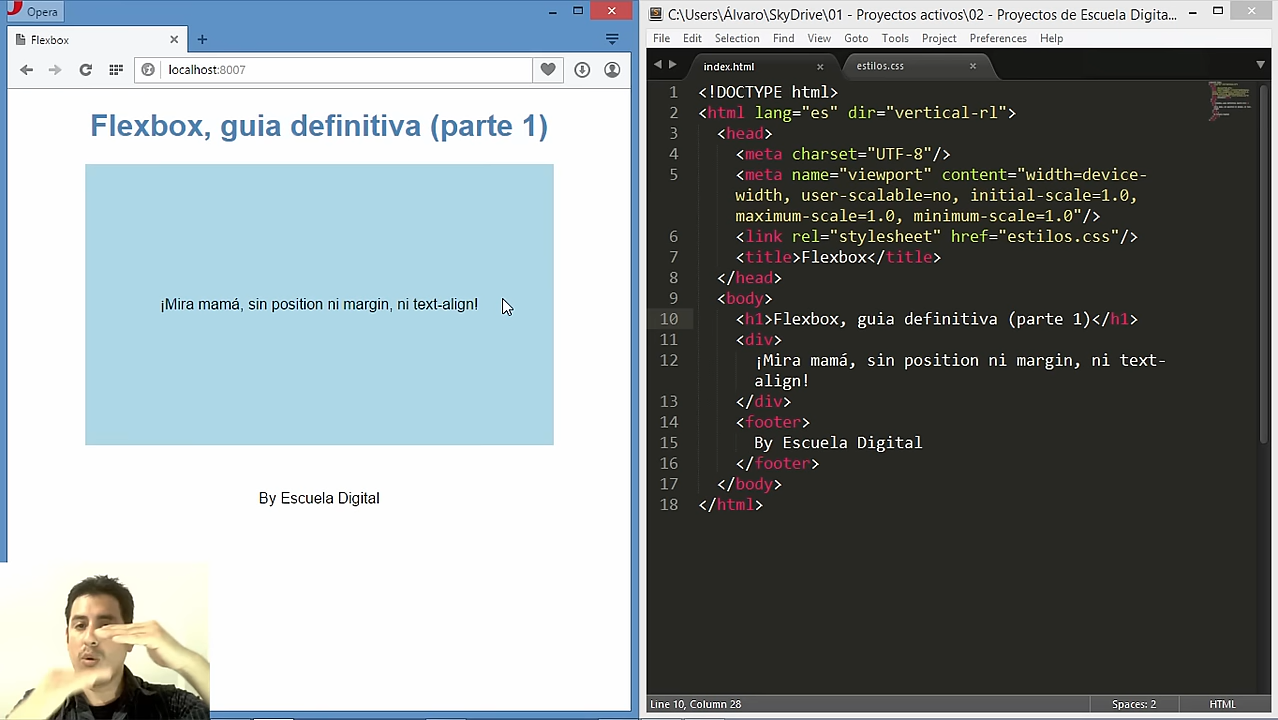 Opera
Flexbox
localhost:8007
Flexbox, guia definitiva (parte 1)
¡Mira mamá, sin position ni margin, ni text-align!
By Escuela Digital
C:\Users\Álvaro\SkyDrive\01 - Proyectos activos\02 - Proyectos de Escuela Digita...
File Edit Selection Find View Goto Tools Project Preferences Help
index.html estilos.css
1 <!DOCTYPE html>
2 <html lang="es" dir="vertical-rl">
3 <head>
4 <meta charset="UTF-8"/>
5 <meta name="viewport" content="width=device-
width, user-scalable=no, initial-scale=1.0,
maximum-scale=1.0, minimum-scale=1.0"/>
6 <link rel="stylesheet" href="estilos.css"/>
7 <title>Flexbox</title>
8 </head>
9 <body>
10 <h1>Flexbox, guia definitiva (parte 1)</h1>
11 <div>
12 ¡Mira mamá, sin position ni margin, ni text-
align!
13 </div>
14 <footer>
15 By Escuela Digital
16 </footer>
17 </body>
18 </html>
Line 10, Column 28 Spaces: 2 HTML